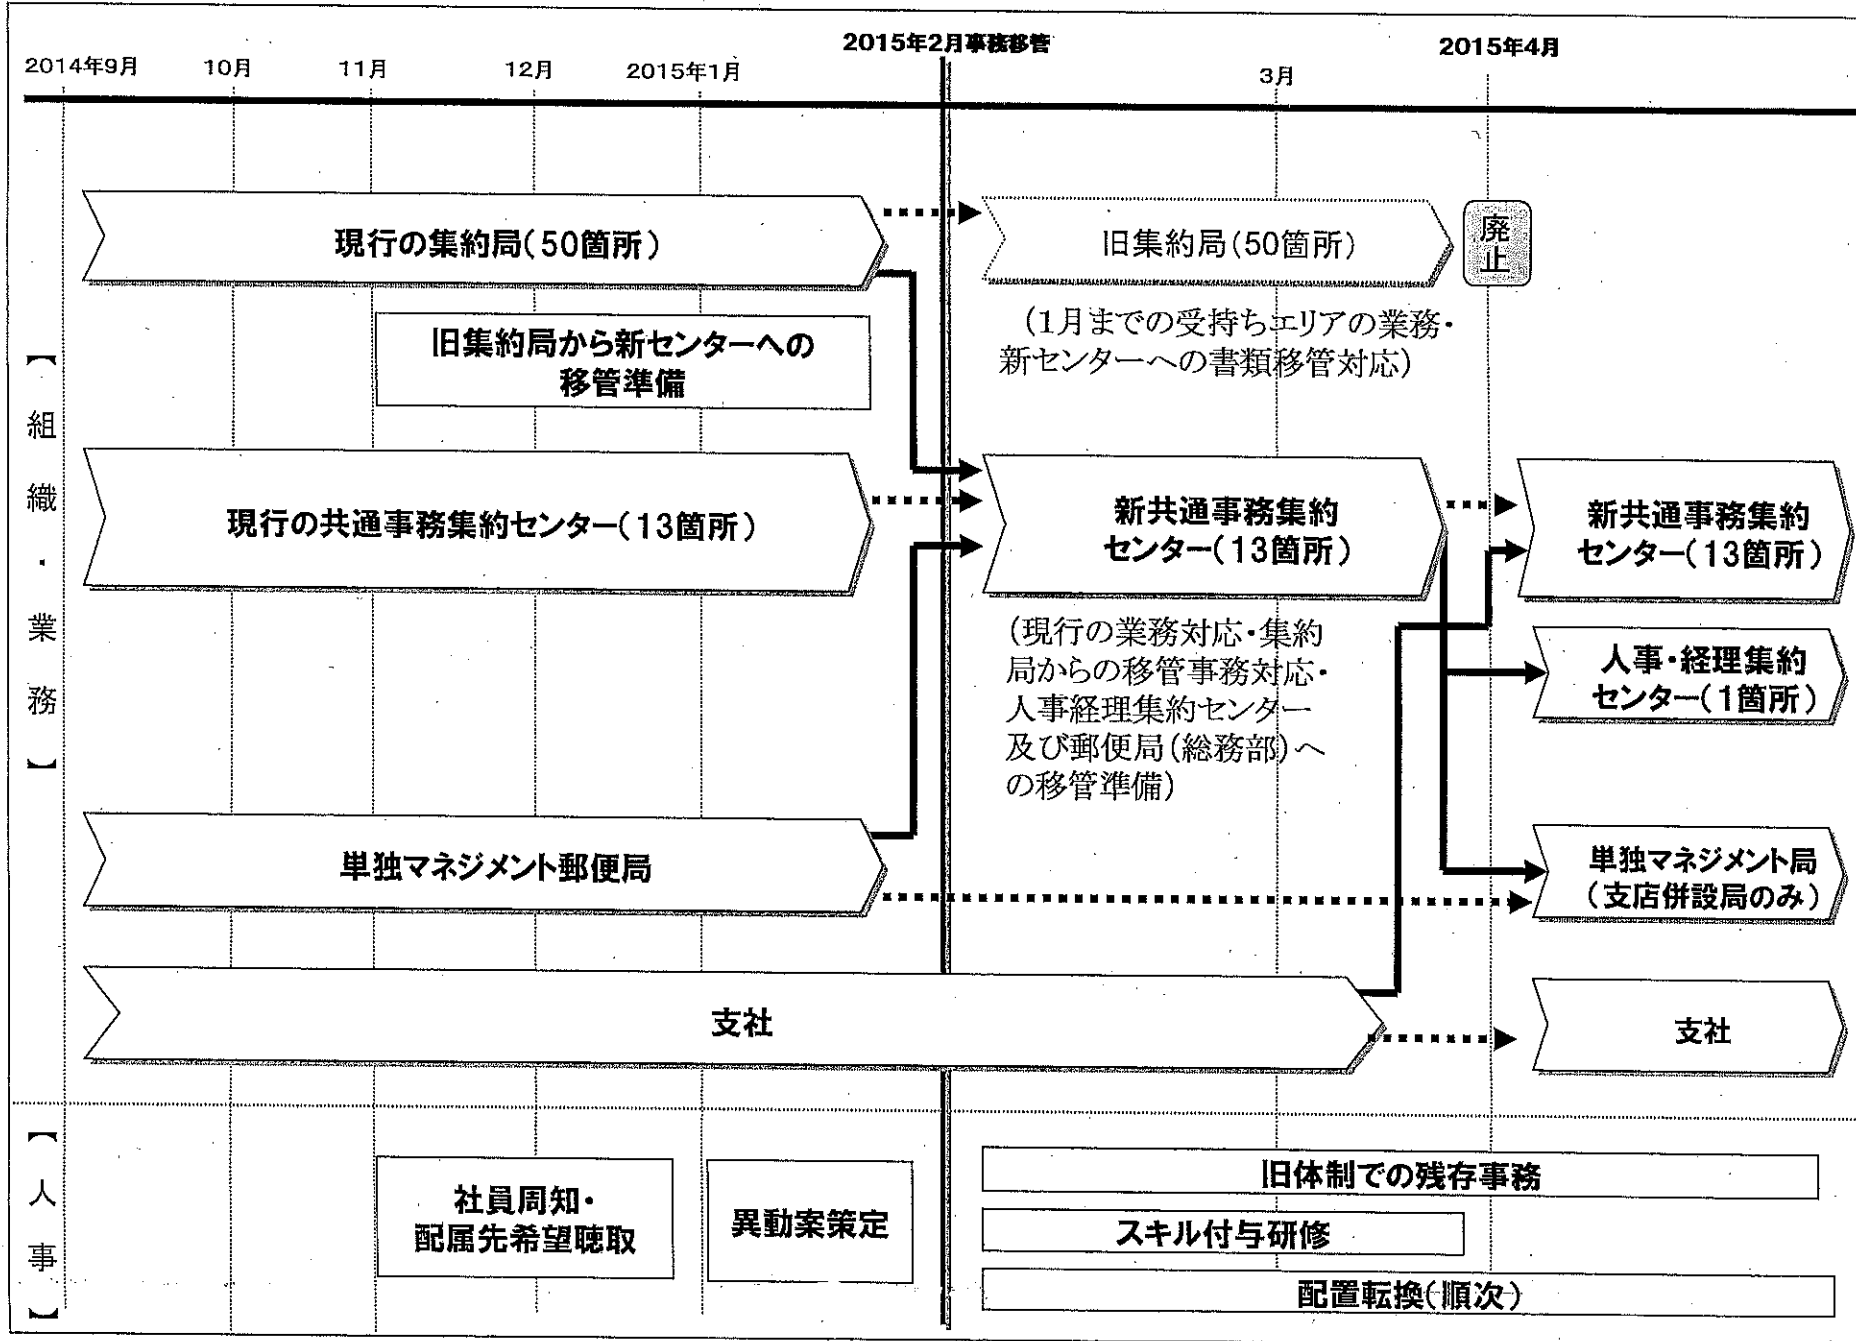 2014年9月
10月
11月
12月
2015年1月
2015年2月事務移管
3月
2015年4月
【組織・業務】
現行の集約局(50箇所)
旧集約局(50箇所)
廃止
(1月までの受持ちエリアの業務・
新センターへの書類移管対応)
旧集約局から新センターへの
移管準備
現行の共通事務集約センター(13箇所)
新共通事務集約
センター(13箇所)
新共通事務集約
センター(13箇所)
(現行の業務対応・集約
局からの移管事務対応・
人事経理集約センター
及び郵便局(総務部)へ
の移管準備)
人事・経理集約
センター(1箇所)
単独マネジメント郵便局
単独マネジメント局
(支店併設局のみ)
支社
支社
【人事】
社員周知・
配属先希望聴取
異動案策定
旧体制での残存事務
スキル付与研修
配置転換(順次)